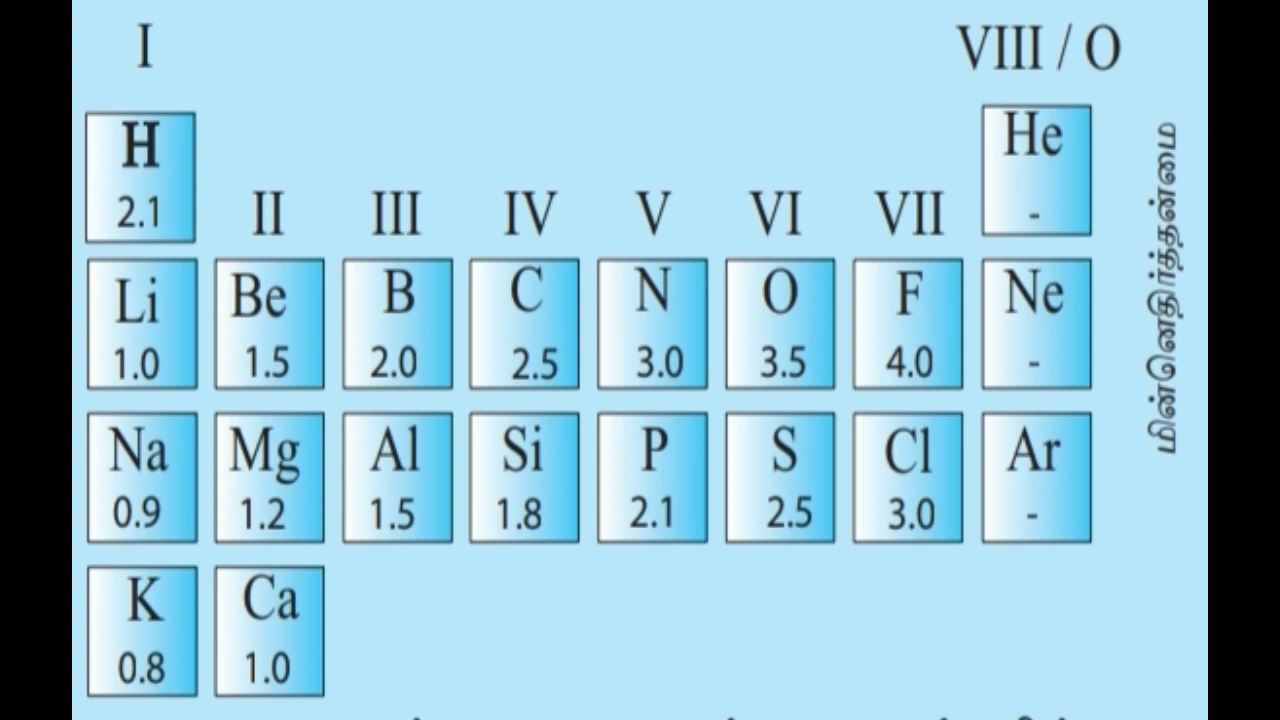 I VIII / O
H He
2.1 -
II III IV V VI VII
Li Be B C N O F Ne
1.0 1.5 2.0 2.5 3.0 3.5 4.0 -
Na Mg Al Si P S Cl Ar
0.9 1.2 1.5 1.8 2.1 2.5 3.0 -
K Ca
0.8 1.0
மின்னெதிர்த்தன்மை